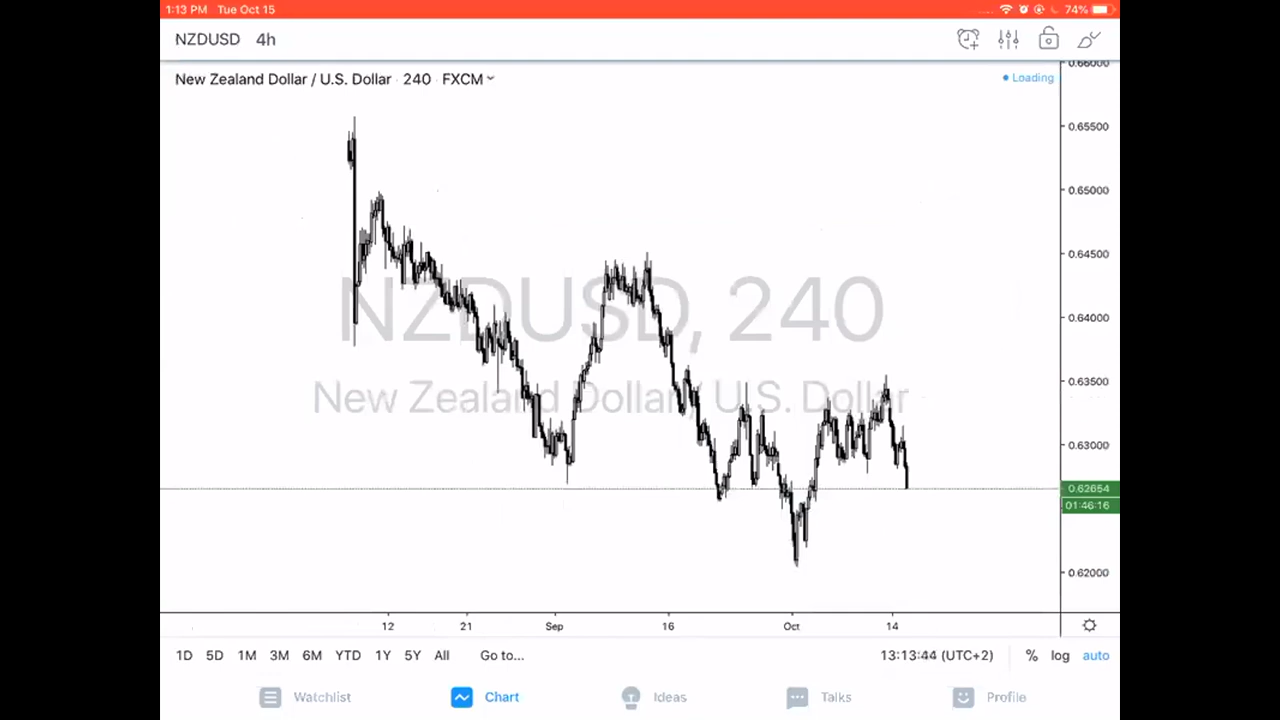 1:13 PM Tue Oct 15
74%
NZDUSD 4h
New Zealand Dollar / U.S. Dollar · 240 · FXCM
Loading
0.66000
0.65500
0.65000
0.64500
0.64000
0.63500
0.63000
0.62654
01:46:16
0.62000
NZDUSD, 240
New Zealand Dollar / U.S. Dollar
12 21 Sep 16 Oct 14
1D 5D 1M 3M 6M YTD 1Y 5Y All Go to...
13:13:44 (UTC+2) % log auto
Watchlist Chart Ideas Talks Profile